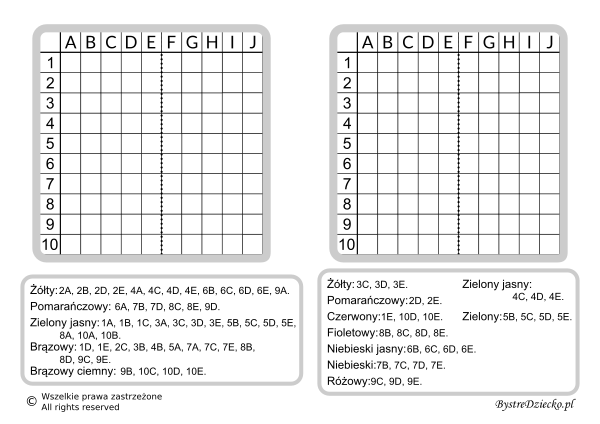 A B C D E F G H I J
1
2
3
4
5
6
7
8
9
10
Żółty:2A, 2B, 2D, 2E, 4A, 4C, 4D, 4E, 6B, 6C, 6D, 6E, 9A.
Pomarańczowy: 6A, 7B, 7D, 8C, 8E, 9D.
Zielony jasny:1A, 1B, 1C, 3A, 3C, 3D, 3E, 5B, 5C, 5D, 5E,
8A, 10A, 10B.
Brązowy: 1D, 1E, 2C, 3B, 4B, 5A, 7A, 7C, 7E, 8B,
8D, 9C, 9E.
Brązowy ciemny: 9B, 10C, 10D, 10E.
A B C D E F G H I J
1
2
3
4
5
6
7
8
9
10
Żółty:3C, 3D, 3E.
Pomarańczowy:2D, 2E.
Czerwony:1E, 10D, 10E.
Fioletowy:8B, 8C, 8D, 8E.
Niebieski jasny:6B, 6C, 6D, 6E.
Niebieski:7B, 7C, 7D, 7E.
Różowy:9C, 9D, 9E.
Zielony jasny:
4C, 4D, 4E.
Zielony:5B, 5C, 5D, 5E.
© Wszelkie prawa zastrzeżone
All rights reserved
BystreDziecko.pl